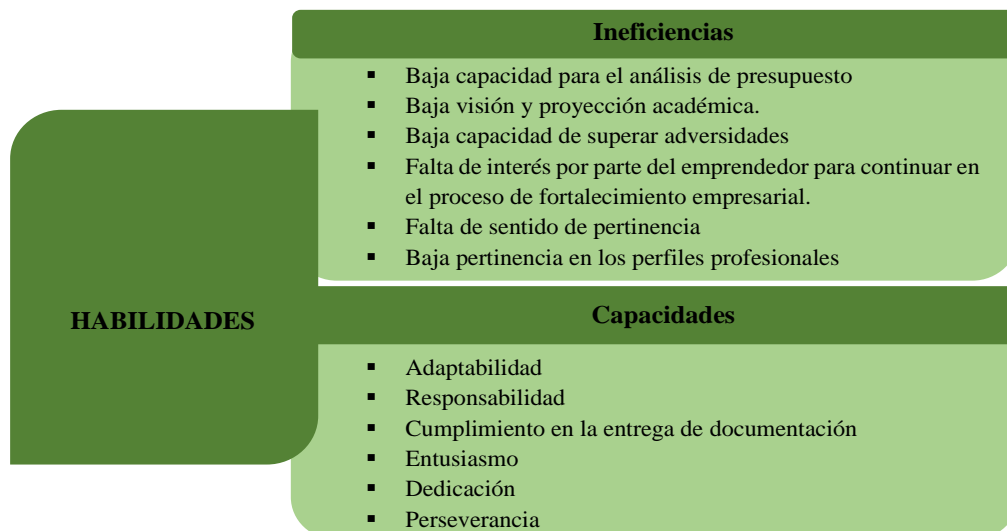 Ineficiencias
▪ Baja capacidad para el análisis de presupuesto
▪ Baja visión y proyección académica.
▪ Baja capacidad de superar adversidades
▪ Falta de interés por parte del emprendedor para continuar en
el proceso de fortalecimiento empresarial.
▪ Falta de sentido de pertinencia
▪ Baja pertinencia en los perfiles profesionales
HABILIDADES
Capacidades
▪ Adaptabilidad
▪ Responsabilidad
▪ Cumplimiento en la entrega de documentación
▪ Entusiasmo
▪ Dedicación
▪ Perseverancia